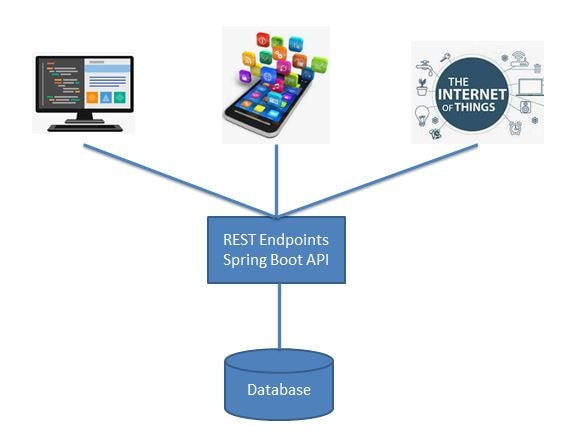 THE
INTERNET
OF THINGS
REST Endpoints
Spring Boot API
Database